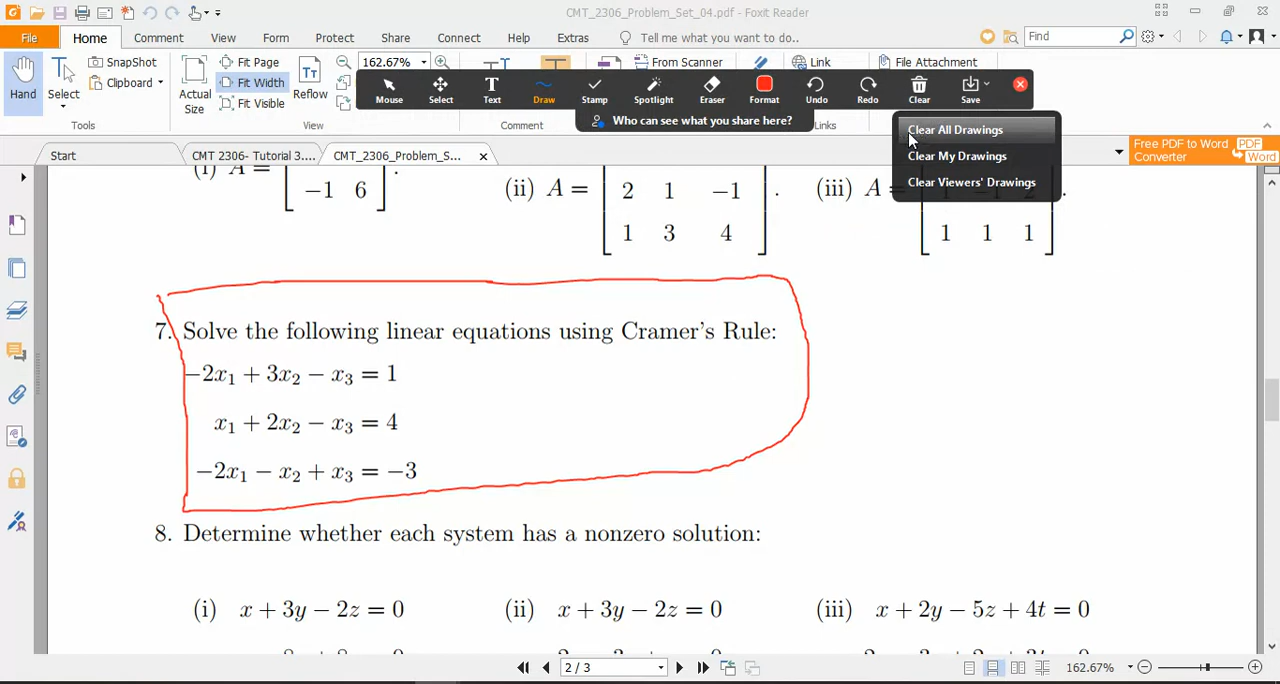 CMT_2306_Problem_Set_04.pdf - Foxit Reader
File Home Comment View Form Protect Share Connect Help Extras Tell me what you want to do... Find
Hand Select SnapShot Clipboard
Actual Size Fit Page Fit Width Fit Visible Reflow 162.67% From Scanner Link File Attachment
Mouse Select Text Draw Stamp Spotlight Eraser Format Undo Redo Clear Save
Who can see what you share here?
Tools View Comment Links
Clear All Drawings
Clear My Drawings
Clear Viewers' Drawings
Start CMT 2306- Tutorial 3.... CMT_2306_Problem_S...
Free PDF to Word Converter PDF Word
(i) A = [ −1 6 ].
(ii) A = [ 2 1 −1
1 3 4 ].
(iii) A = [ 1 −1 2
1 1 1 ].
7. Solve the following linear equations using Cramer's Rule:
−2x₁ + 3x₂ − x₃ = 1
x₁ + 2x₂ − x₃ = 4
−2x₁ − x₂ + x₃ = −3
8. Determine whether each system has a nonzero solution:
(i) x + 3y − 2z = 0 (ii) x + 3y − 2z = 0 (iii) x + 2y − 5z + 4t = 0
2 / 3 162.67%